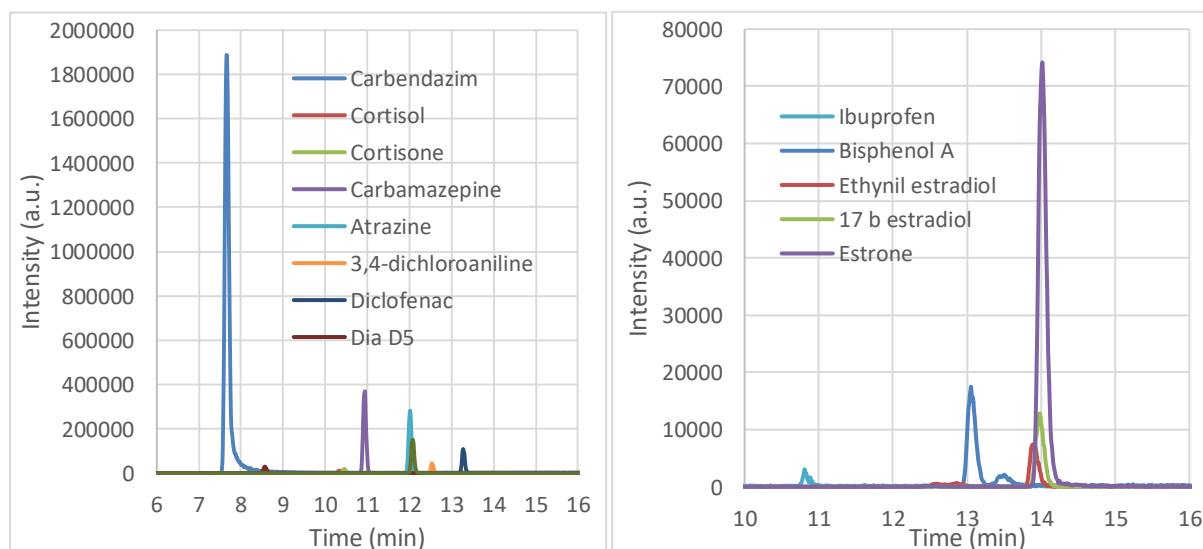 2000000
1800000
1600000
1400000
1200000
1000000
800000
600000
400000
200000
0
Intensity (a.u.)
Carbendazim
Cortisol
Cortisone
Carbamazepine
Atrazine
3,4-dichloroaniline
Diclofenac
Dia D5
6 7 8 9 10 11 12 13 14 15 16
Time (min)
80000
70000
60000
50000
40000
30000
20000
10000
0
Intensity (a.u.)
Ibuprofen
Bisphenol A
Ethynil estradiol
17 b estradiol
Estrone
10 11 12 13 14 15 16
Time (min)